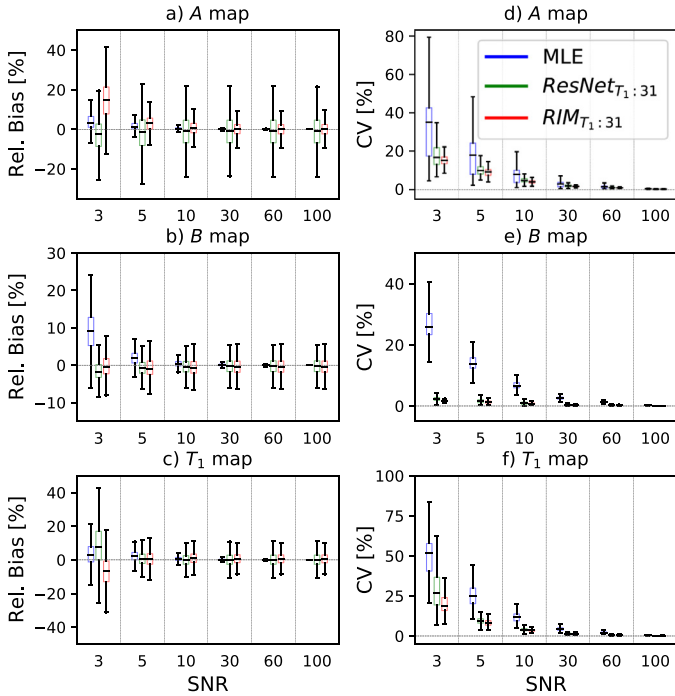 a) A map
Rel. Bias [%]
40
20
0
−20
3 5 10 30 60 100
b) B map
Rel. Bias [%]
30
20
10
0
−10
3 5 10 30 60 100
c) T1 map
Rel. Bias [%]
40
20
0
−20
−40
3 5 10 30 60 100
SNR
d) A map
CV [%]
80
60
40
20
0
MLE
ResNetT1:31
RIMT1:31
3 5 10 30 60 100
e) B map
CV [%]
40
20
0
3 5 10 30 60 100
f) T1 map
CV [%]
100
75
50
25
0
3 5 10 30 60 100
SNR